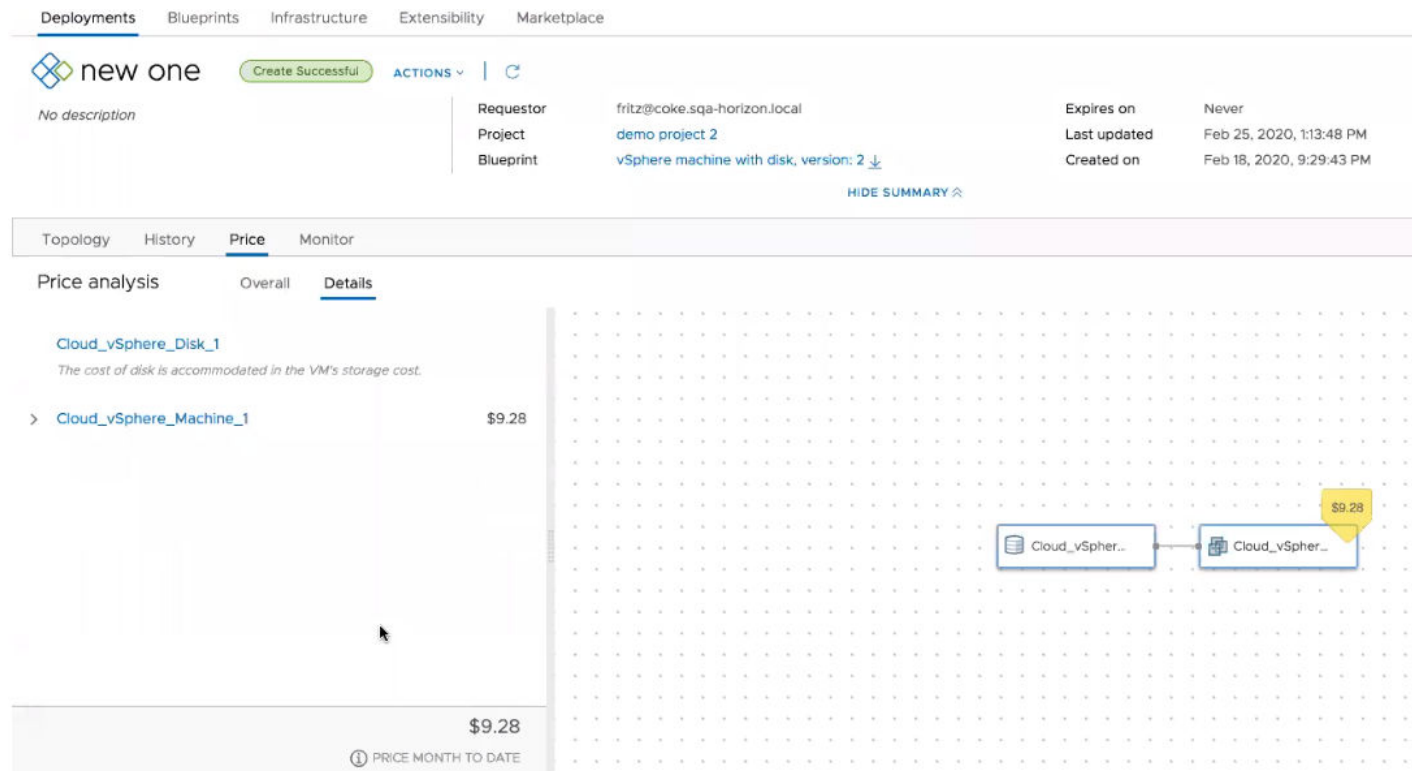 Deployments Blueprints Infrastructure Extensibility Marketplace
new one Create Successful ACTIONS
No description
Requestor fritz@coke.sqa-horizon.local Expires on Never
Project demo project 2 Last updated Feb 25, 2020, 1:13:48 PM
Blueprint vSphere machine with disk, version: 2 Created on Feb 18, 2020, 9:29:43 PM
HIDE SUMMARY
Topology History Price Monitor
Price analysis Overall Details
Cloud_vSphere_Disk_1
The cost of disk is accommodated in the VM's storage cost.
Cloud_vSphere_Machine_1 $9.28
$9.28
Cloud_vSpher... Cloud_vSpher...
$9.28
PRICE MONTH TO DATE